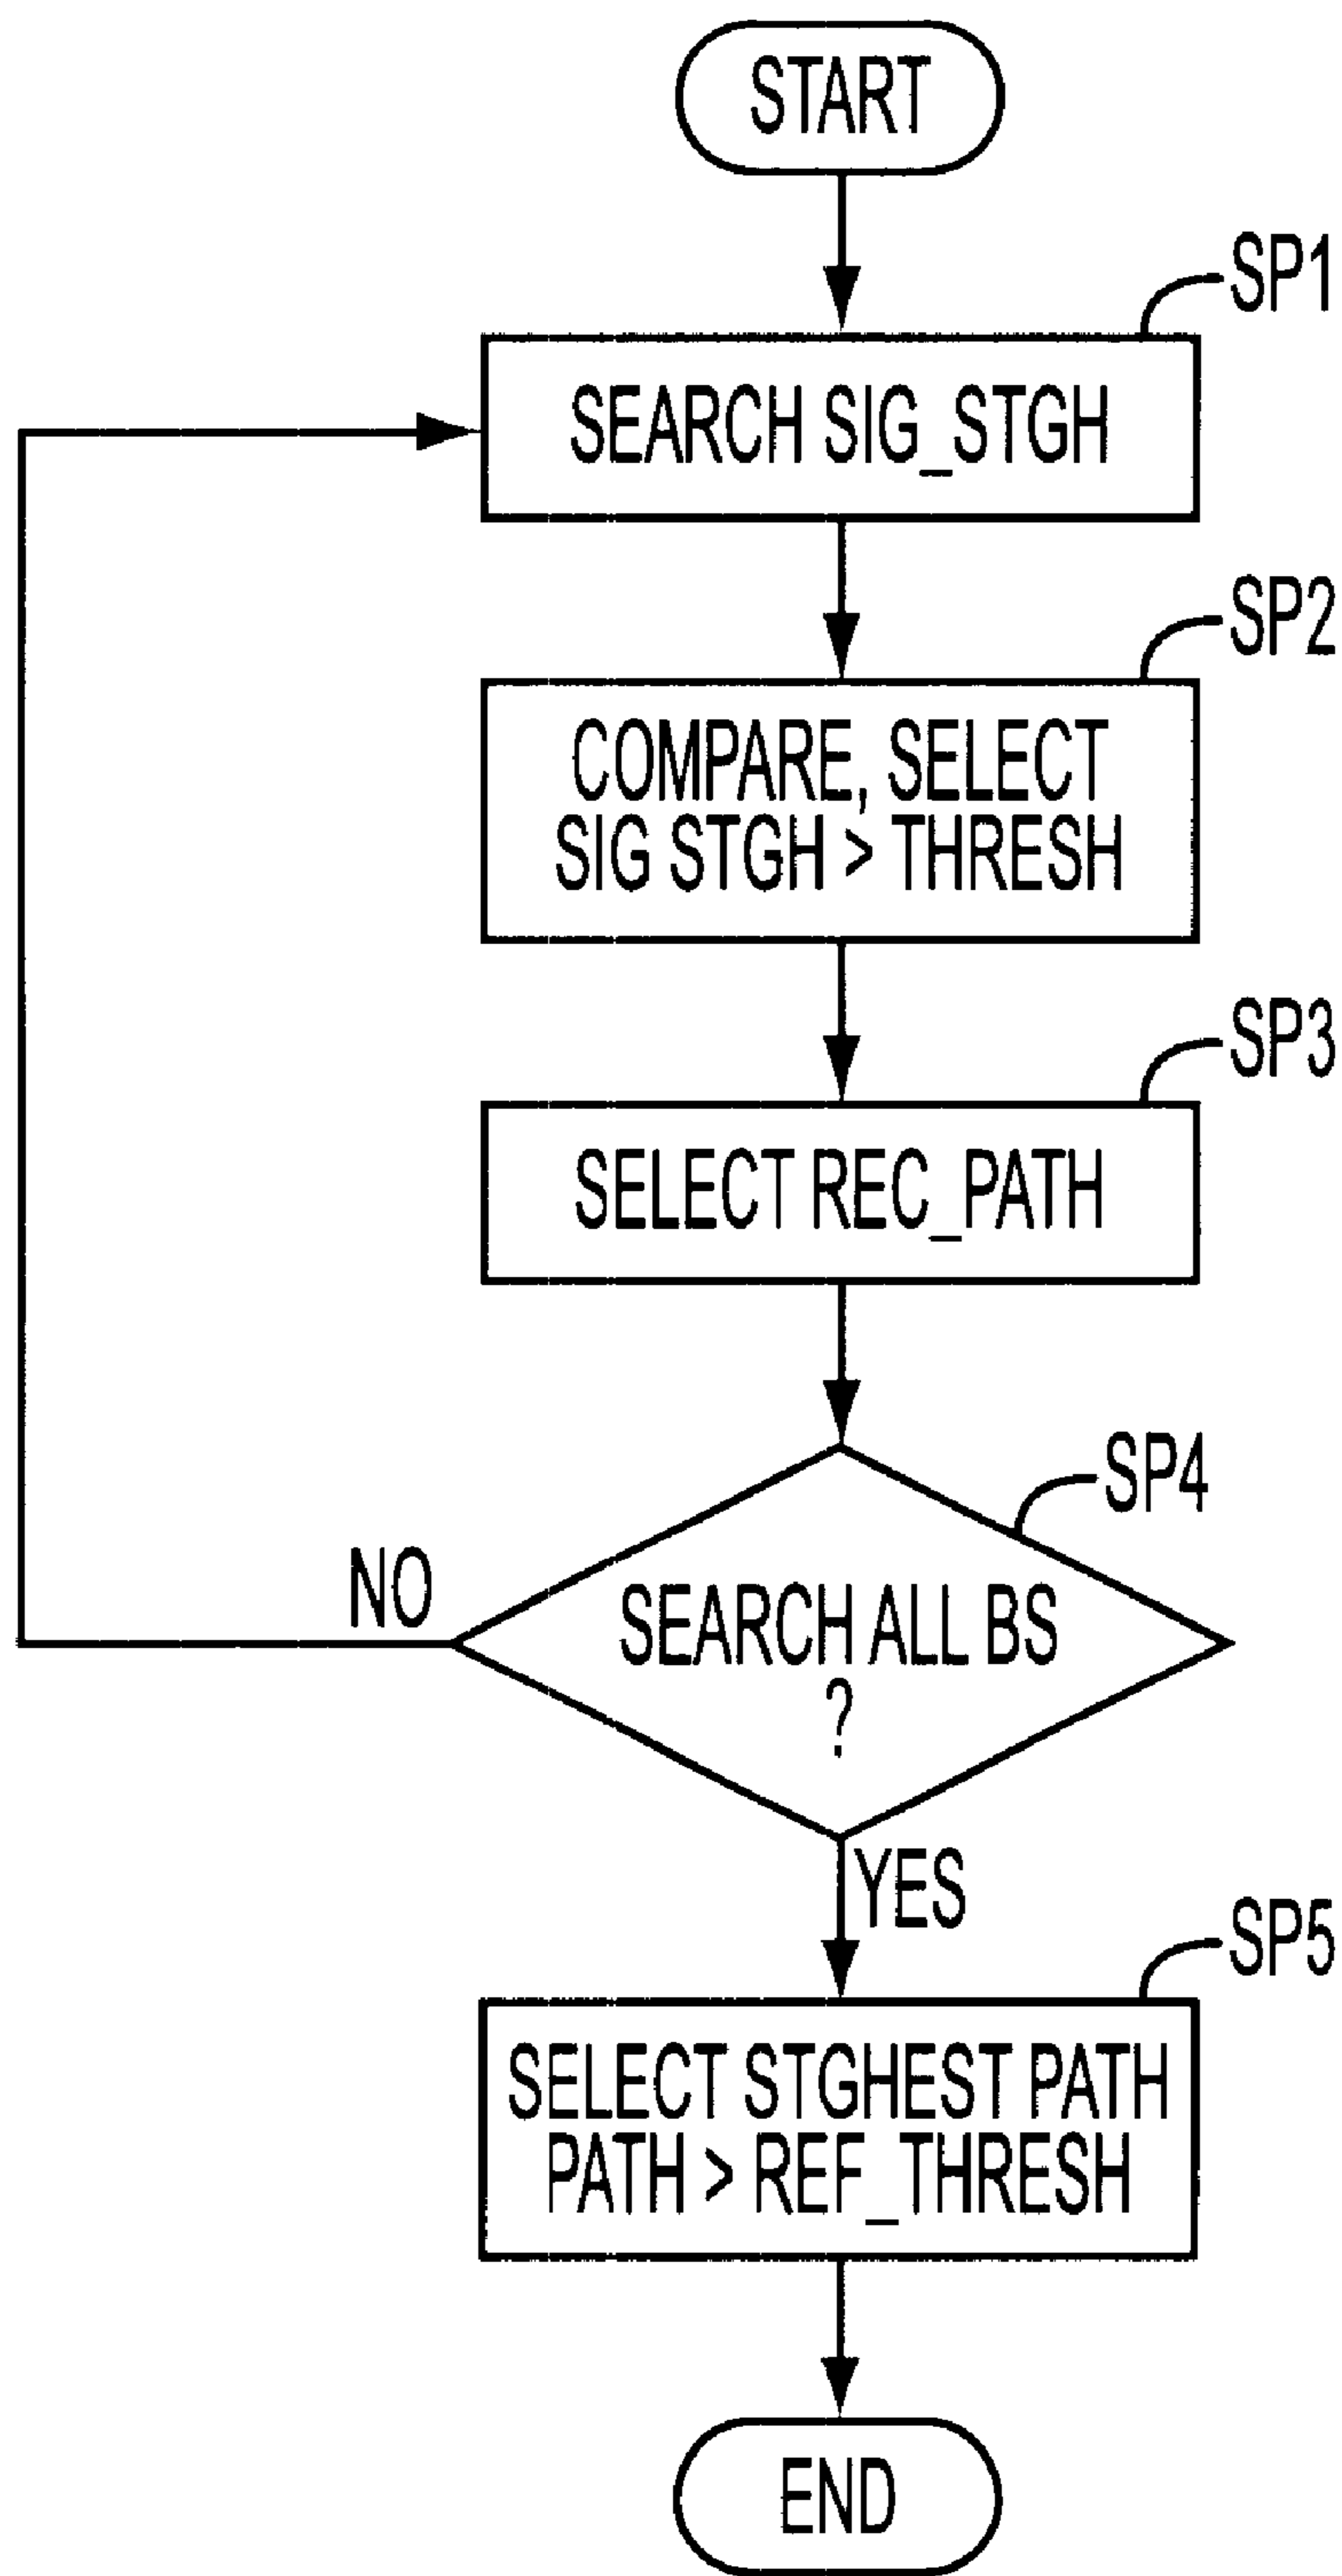 START
SP1
SEARCH SIG_STGH
SP2
COMPARE, SELECT
SIG STGH > THRESH
SP3
SELECT REC_PATH
SP4
NO
SEARCH ALL BS
?
YES
SP5
SELECT STGHEST PATH
PATH > REF_THRESH
END